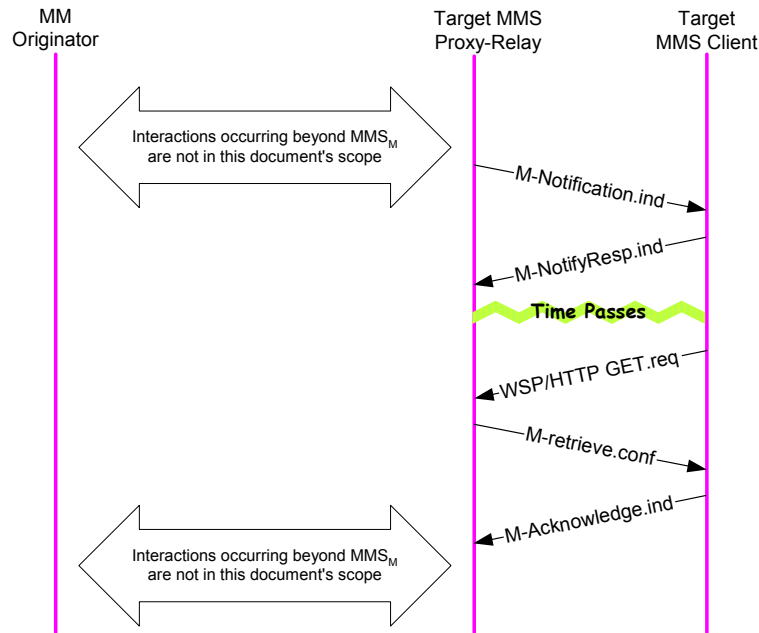 MM
Originator
Target MMS
Proxy-Relay
Target
MMS Client
Interactions occurring beyond MMS_M
are not in this document's scope
M-Notification.ind
M-NotifyResp.ind
Time Passes
WSP/HTTP GET.req
M-retrieve.conf
M-Acknowledge.ind
Interactions occurring beyond MMS_M
are not in this document's scope